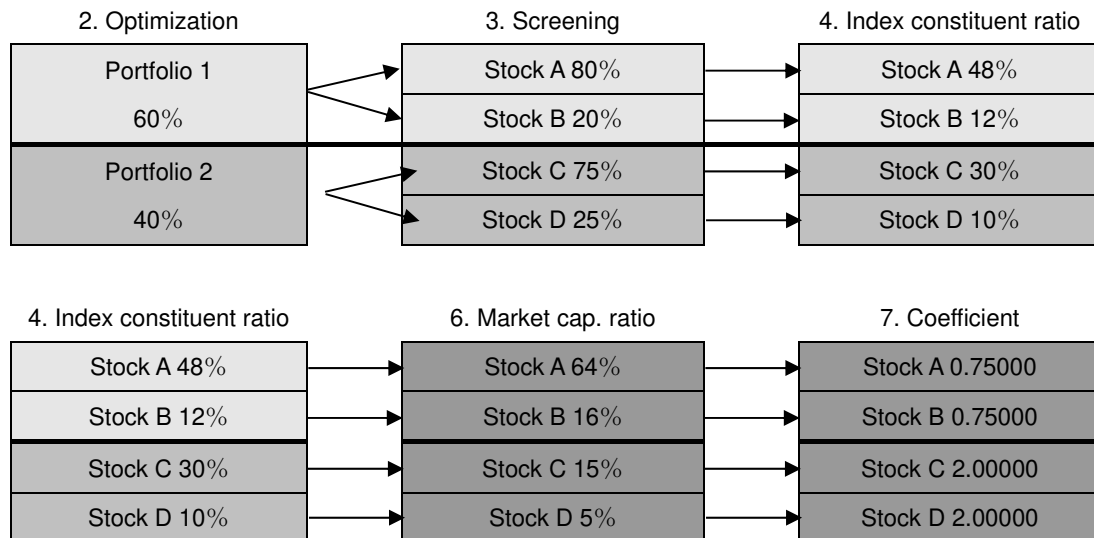 2. Optimization 3. Screening 4. Index constituent ratio
Portfolio 1 Stock A 80% Stock A 48%
60% Stock B 20% Stock B 12%
Portfolio 2 Stock C 75% Stock C 30%
40% Stock D 25% Stock D 10%
4. Index constituent ratio 6. Market cap. ratio 7. Coefficient
Stock A 48% Stock A 64% Stock A 0.75000
Stock B 12% Stock B 16% Stock B 0.75000
Stock C 30% Stock C 15% Stock C 2.00000
Stock D 10% Stock D 5% Stock D 2.00000